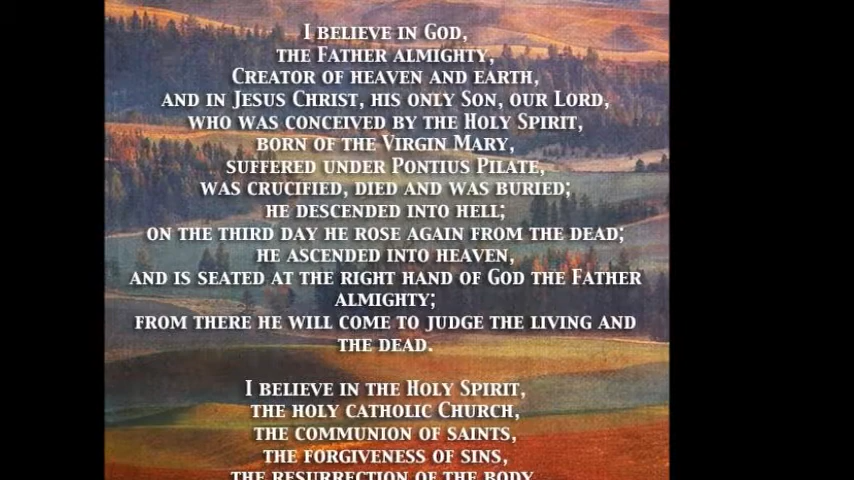 I believe in God,
the Father almighty,
Creator of heaven and earth,
and in Jesus Christ, his only Son, our Lord,
who was conceived by the Holy Spirit,
born of the Virgin Mary,
suffered under Pontius Pilate,
was crucified, died and was buried;
he descended into hell;
on the third day he rose again from the dead;
he ascended into heaven,
and is seated at the right hand of God the Father
almighty;
from there he will come to judge the living and
the dead.
I believe in the Holy Spirit,
the holy catholic Church,
the communion of saints,
the forgiveness of sins,
the resurrection of the body,